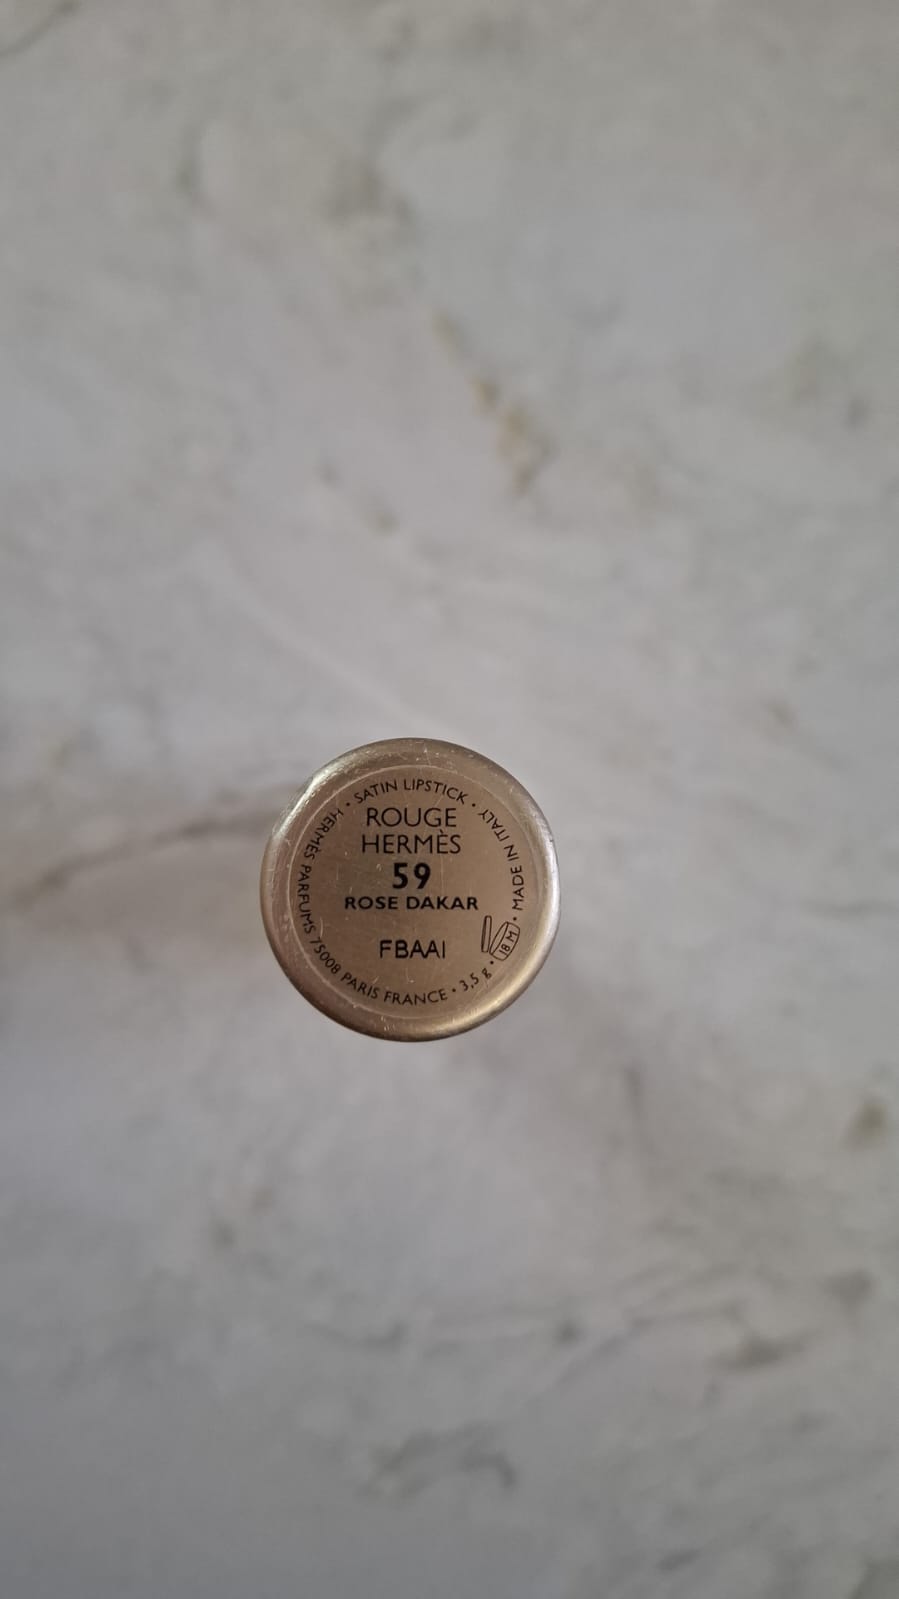 ROUGE
HERMÈS
59
ROSE DAKAR
FBAAI
• SATIN LIPSTICK • MADE IN ITALY • 18 M • 3,5 g • HERMÈS PARFUMS 75008 PARIS FRANCE